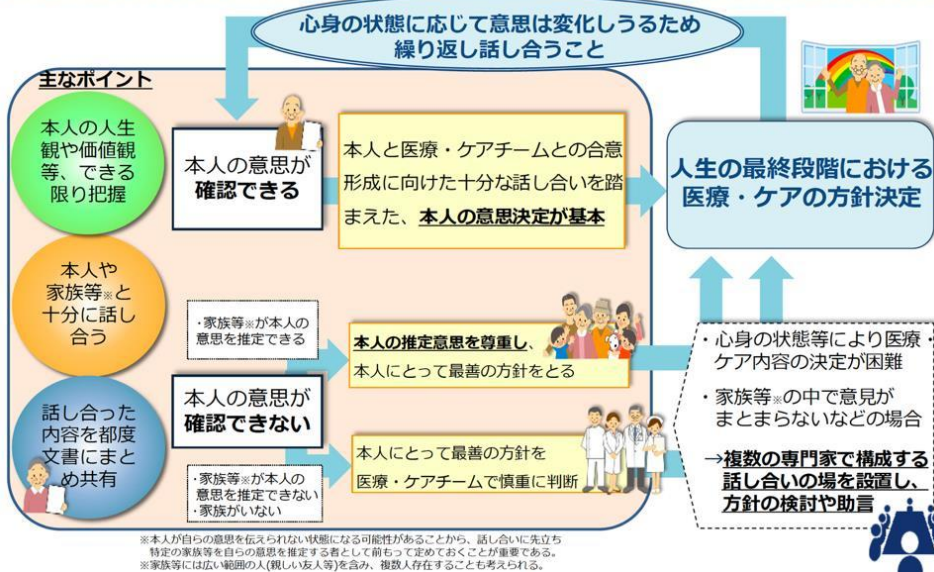 心身の状態に応じて意思は変化しうるため
繰り返し話し合うこと
主なポイント
本人の人生
観や価値観
等、できる
限り把握
本人や
家族等※と
十分に話し
合う
話し合った
内容を都度
文書にまと
め共有
本人の意思が
確認できる
本人と医療・ケアチームとの合意
形成に向けた十分な話し合いを踏
まえた、本人の意思決定が基本
人生の最終段階における
医療・ケアの方針決定
・家族等※が本人の
意思を推定できる
本人の推定意思を尊重し、
本人にとって最善の方針をとる
本人の意思が
確認できない
・家族等※が本人の
意思を推定できない
・家族がいない
本人にとって最善の方針を
医療・ケアチームで慎重に判断
・心身の状態等により医療・
ケア内容の決定が困難
・家族等※の中で意見が
まとまらないなどの場合
→複数の専門家で構成する
話し合いの場を設置し、
方針の検討や助言
※本人が自らの意思を伝えられない状態になる可能性があることから、話し合いに先立ち
特定の家族等を自らの意思を推定する者として前もって定めておくことが重要である。
※家族等には広い範囲の人(親しい友人等)を含み、複数人存在することも考えられる。